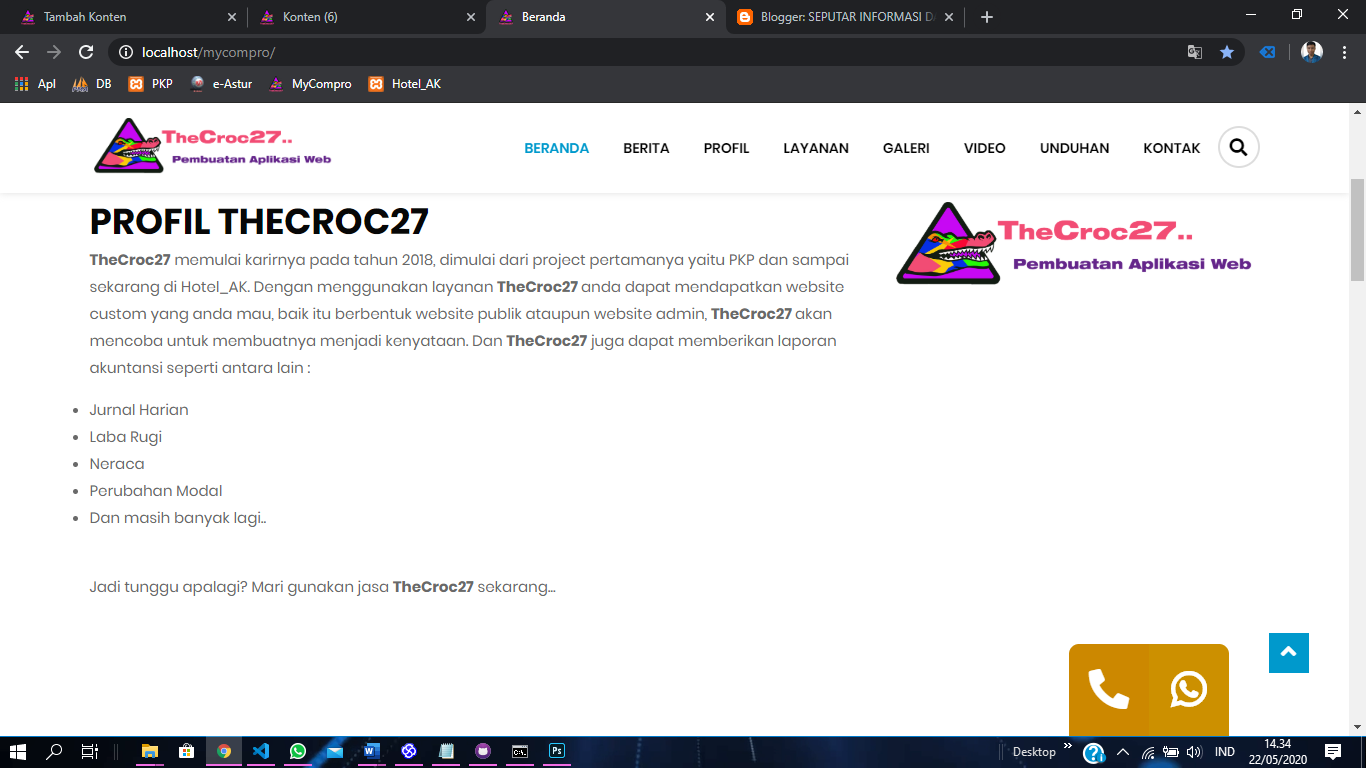 Tambah Konten
Konten (6)
Beranda
Blogger: SEPUTAR INFORMASI D
localhost/mycompro/
Apl
DB
PKP
e-Astur
MyCompro
Hotel_AK
TheCroc27..
Pembuatan Aplikasi Web
BERANDA
BERITA
PROFIL
LAYANAN
GALERI
VIDEO
UNDUHAN
KONTAK
PROFIL THECROC27
TheCroc27 memulai karirnya pada tahun 2018, dimulai dari project pertamanya yaitu PKP dan sampai
sekarang di Hotel_AK. Dengan menggunakan layanan TheCroc27 anda dapat mendapatkan website
custom yang anda mau, baik itu berbentuk website publik ataupun website admin, TheCroc27 akan
mencoba untuk membuatnya menjadi kenyataan. Dan TheCroc27 juga dapat memberikan laporan
akuntansi seperti antara lain :
Jurnal Harian
Laba Rugi
Neraca
Perubahan Modal
Dan masih banyak lagi..
Jadi tunggu apalagi? Mari gunakan jasa TheCroc27 sekarang...
TheCroc27..
Pembuatan Aplikasi Web
Desktop
IND
14.34
22/05/2020